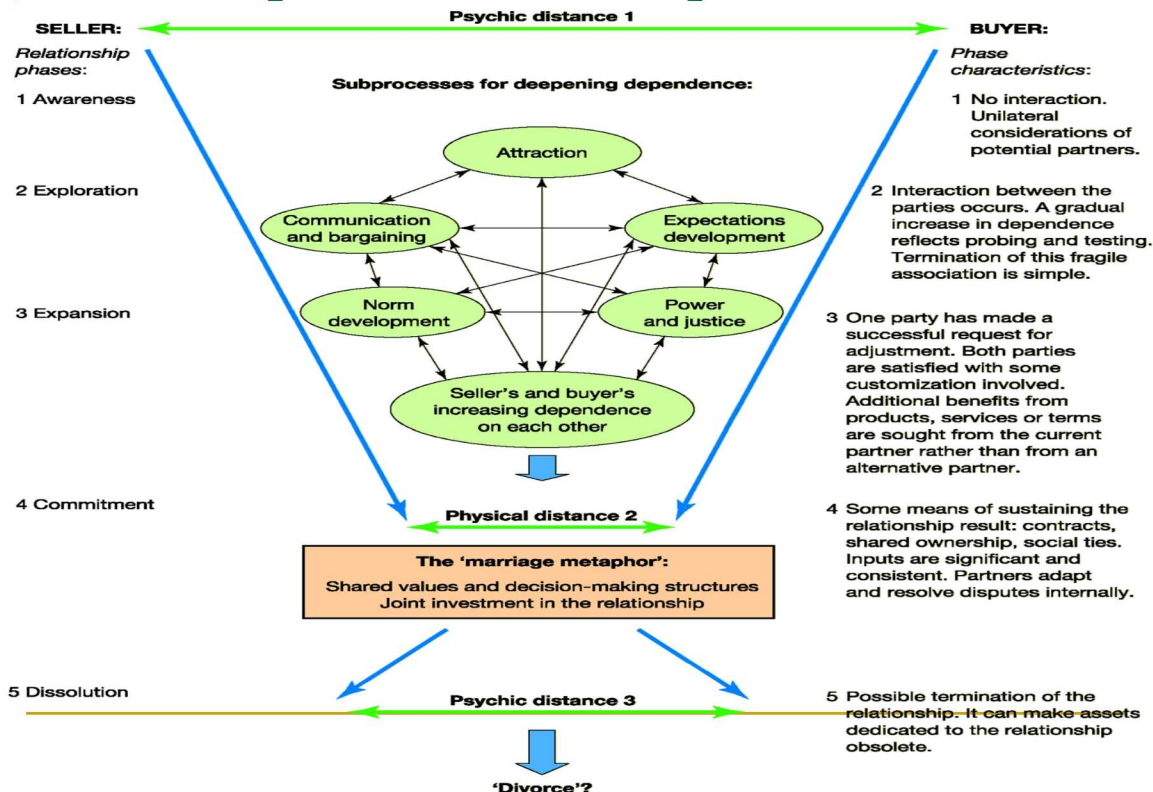 Psychic distance 1
SELLER:
BUYER:
Relationship
phases:
Phase
characteristics:
Subprocesses for deepening dependence:
1 Awareness
1 No interaction.
Unilateral
considerations of
potential partners.
Attraction
2 Exploration
2 Interaction between the
parties occurs. A gradual
increase in dependence
reflects probing and testing.
Termination of this fragile
association is simple.
Communication
and bargaining
Expectations
development
3 Expansion
Norm
development
Power
and justice
3 One party has made a
successful request for
adjustment. Both parties
are satisfied with some
customization involved.
Additional benefits from
products, services or terms
are sought from the current
partner rather than from an
alternative partner.
Seller's and buyer's
increasing dependence
on each other
4 Commitment
Physical distance 2
4 Some means of sustaining the
relationship result: contracts,
shared ownership, social ties.
Inputs are significant and
consistent. Partners adapt
and resolve disputes internally.
The 'marriage metaphor':
Shared values and decision-making structures
Joint investment in the relationship
5 Dissolution
Psychic distance 3
5 Possible termination of the
relationship. It can make assets
dedicated to the relationship
obsolete.
'Divorce'?